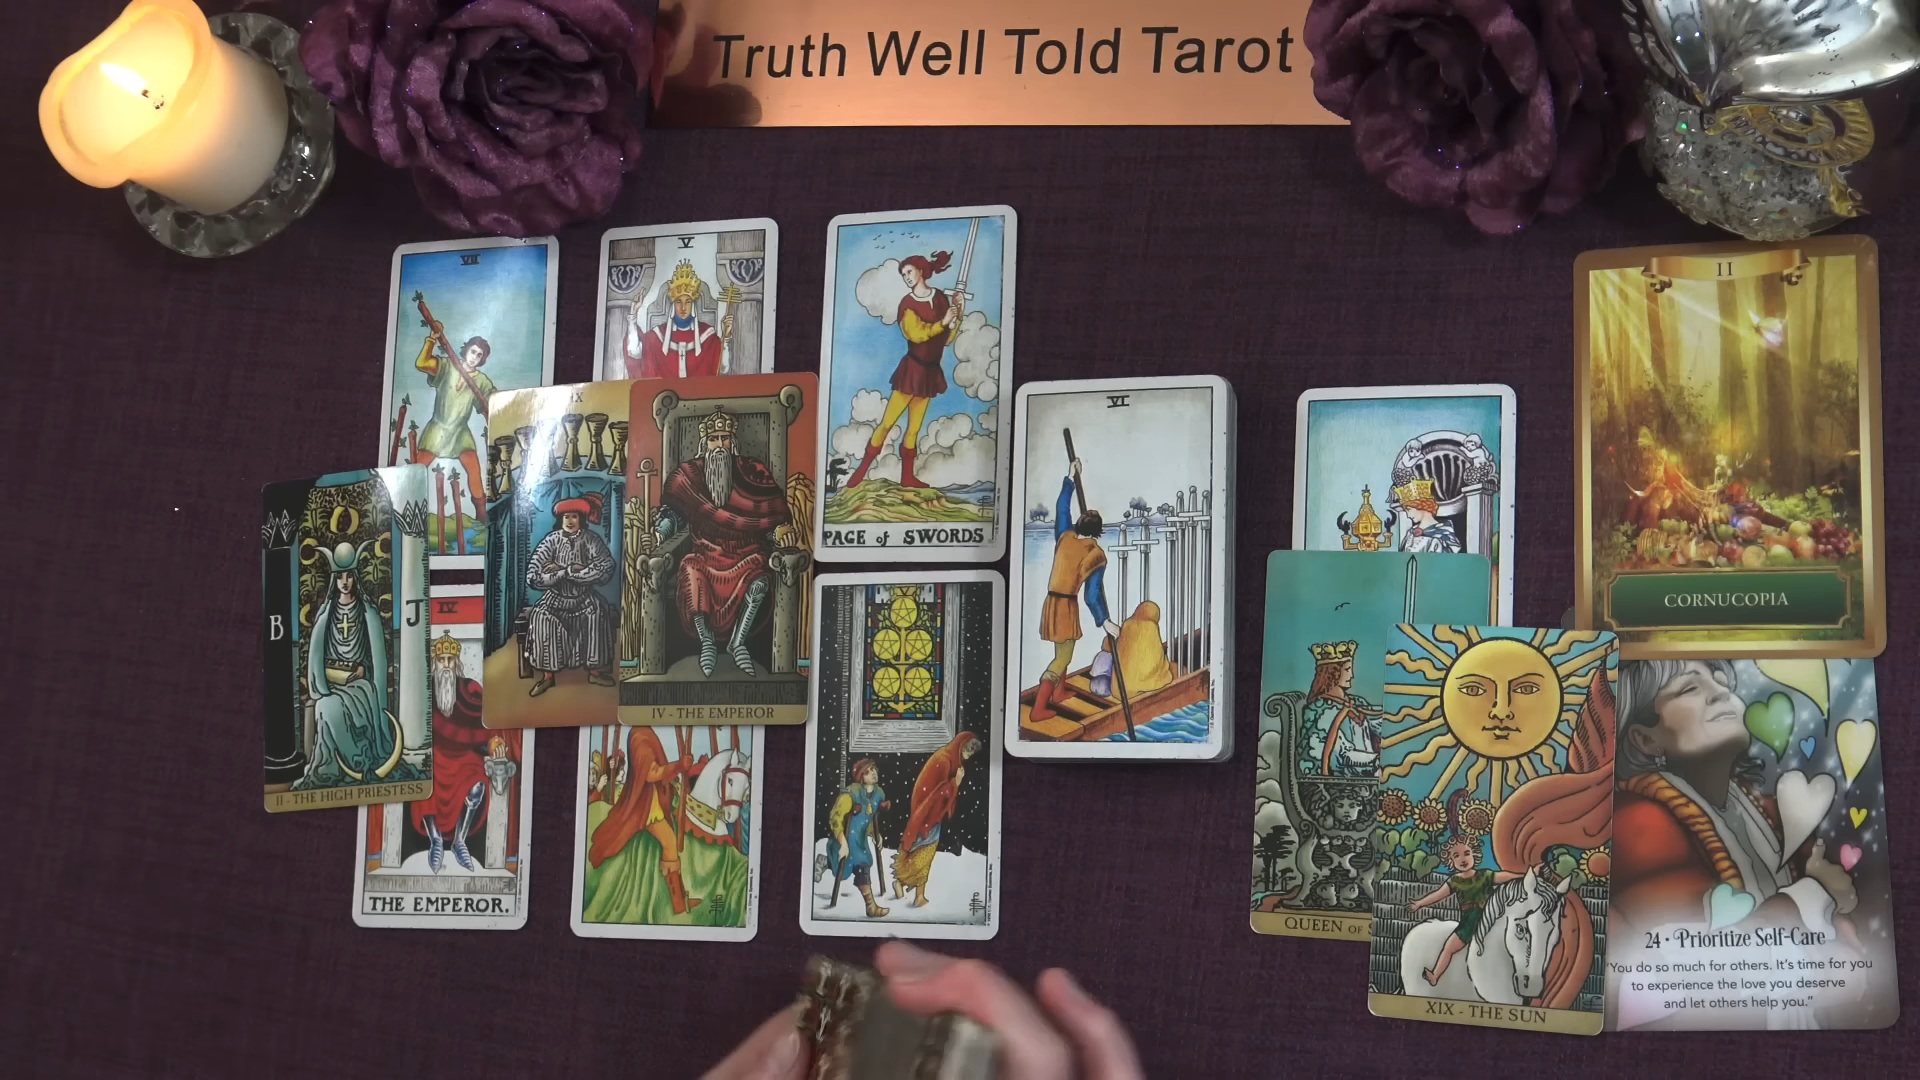 Truth Well Told Tarot
VII
V
II
IX
VI
PAGE of SWORDS
B
J
IV
CORNUCOPIA
IV - THE EMPEROR
II - THE HIGH PRIESTESS
THE EMPEROR.
QUEEN OF S
24 • Prioritize Self-Care
"You do so much for others. It's time for you
to experience the love you deserve
and let others help you."
XIX - THE SUN